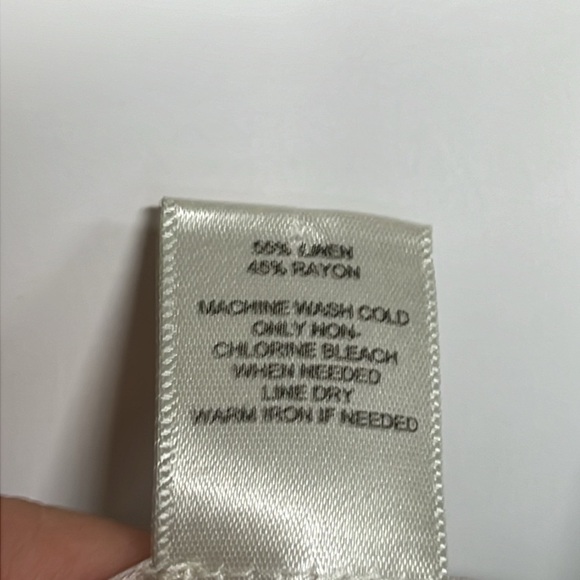 55% LINEN
45% RAYON
MACHINE WASH COLD
ONLY NON-
CHLORINE BLEACH
WHEN NEEDED
LINE DRY
WARM IRON IF NEEDED